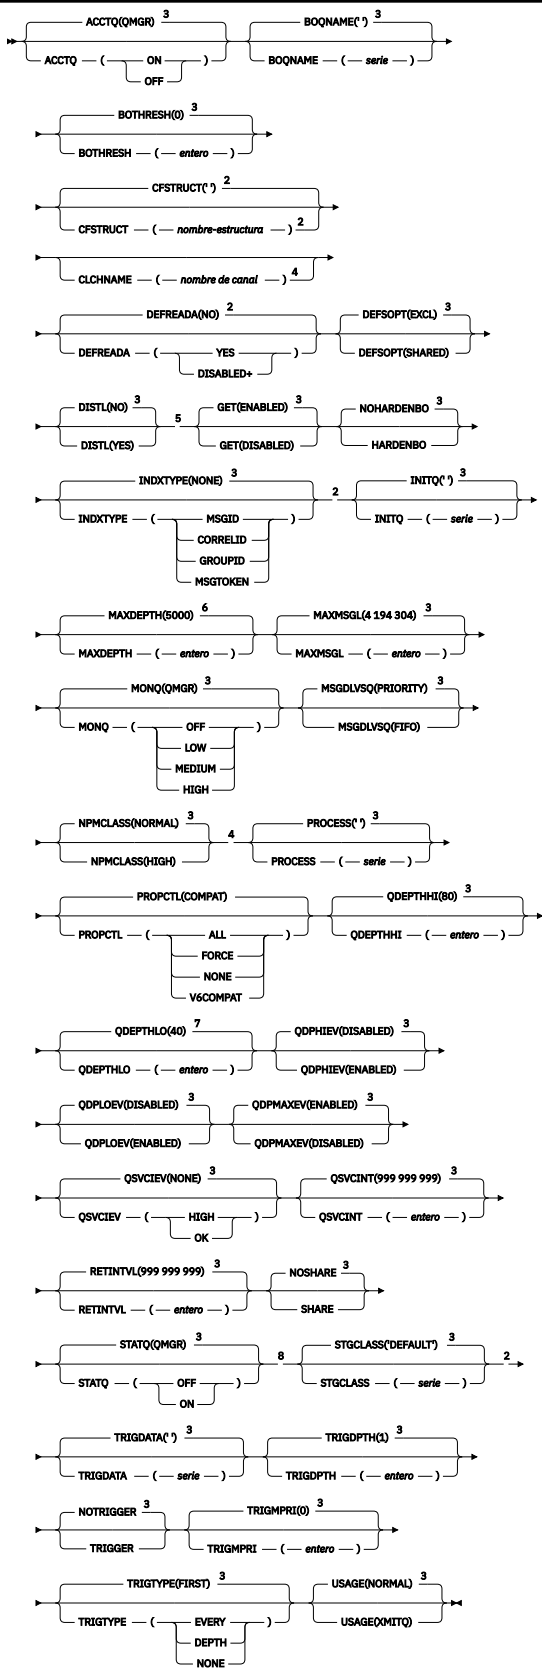 ACCTQ(QMGR) 3 BOQNAME(' ') 3
ACCTQ ( ON ) BOQNAME ( serie )
OFF
BOTHRESH(0) 3
BOTHRESH ( entero )
CFSTRUCT(' ') 2
CFSTRUCT ( nombre-estructura ) 2
CLCHNAME ( nombre de canal ) 4
DEFREADA(NO) 2 DEFSOPT(EXCL) 3
DEFREADA ( YES ) DEFSOPT(SHARED)
DISABLED+
DISTL(NO) 3 5 GET(ENABLED) 3 NOHARDENBO 3
DISTL(YES) GET(DISABLED) HARDENBO
INDXTYPE(NONE) 3 2 INITQ(' ') 3
INDXTYPE ( MSGID ) INITQ ( serie )
CORRELID
GROUPID
MSGTOKEN
MAXDEPTH(5000) 6 MAXMSGL(4 194 304) 3
MAXDEPTH ( entero ) MAXMSGL ( entero )
MONQ(QMGR) 3 MSGDLVSQ(PRIORITY) 3
MONQ ( OFF ) MSGDLVSQ(FIFO)
LOW
MEDIUM
HIGH
NPMCLASS(NORMAL) 3 4 PROCESS(' ') 3
NPMCLASS(HIGH) PROCESS ( serie )
PROPCTL(COMPAT) QDEPTHHI(80) 3
PROPCTL ( ALL ) QDEPTHHI ( entero )
FORCE
NONE
V6COMPAT
QDEPTHLO(40) 7 QDPHIEV(DISABLED) 3
QDEPTHLO ( entero ) QDPHIEV(ENABLED)
QDPLOEV(DISABLED) 3 QDPMAXEV(ENABLED) 3
QDPLOEV(ENABLED) QDPMAXEV(DISABLED)
QSVCIEV(NONE) 3 QSVCINT(999 999 999) 3
QSVCIEV ( HIGH ) QSVCINT ( entero )
OK
RETINTVL(999 999 999) 3 NOSHARE 3
RETINTVL ( entero ) SHARE
STATQ(QMGR) 3 8 STGCLASS('DEFAULT') 3 2
STATQ ( OFF ) STGCLASS ( serie )
ON
TRIGDATA(' ') 3 TRIGDPTH(1) 3
TRIGDATA ( serie ) TRIGDPTH ( entero )
NOTRIGGER 3 TRIGMPRI(0) 3
TRIGGER TRIGMPRI ( entero )
TRIGTYPE(FIRST) 3 USAGE(NORMAL) 3
TRIGTYPE ( EVERY ) USAGE(XMITQ)
DEPTH
NONE